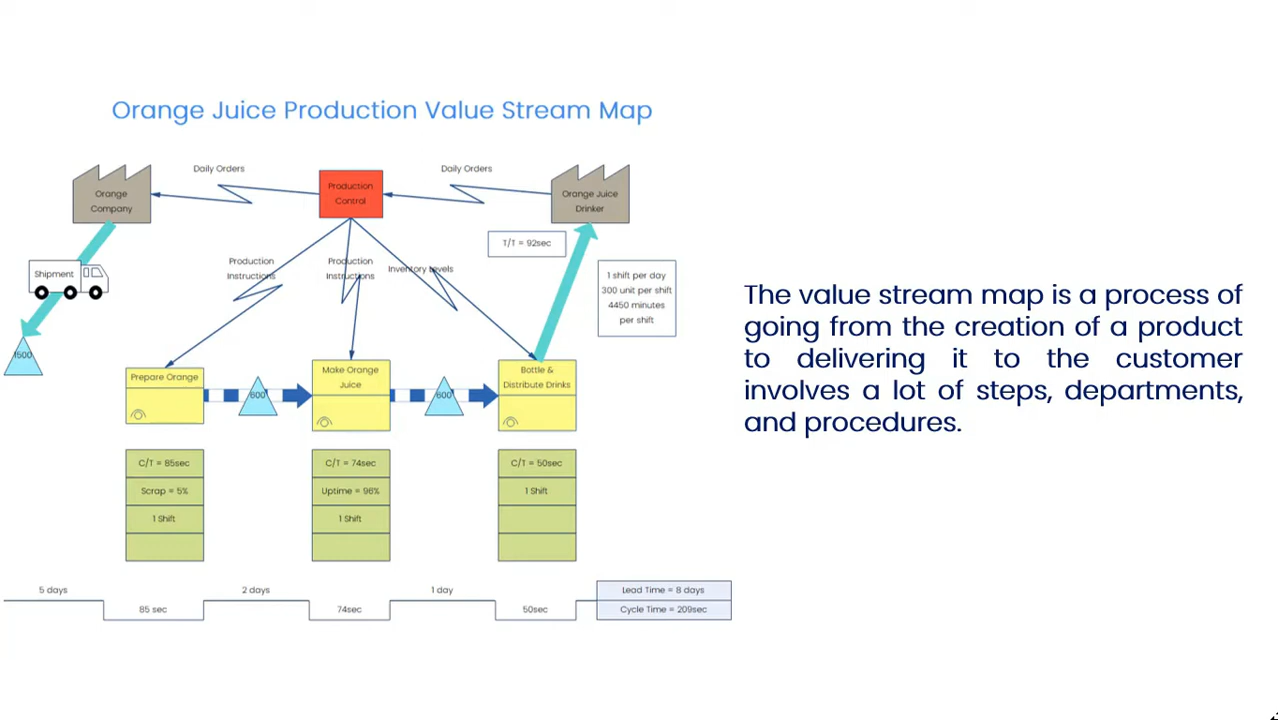 Orange Juice Production Value Stream Map
Daily Orders
Daily Orders
Orange
Company
Production
Control
Orange Juice
Drinker
T/T = 92sec
Shipment
Production
Instructions
Production
Instructions
Inventory Levels
1 shift per day
300 unit per shift
4450 minutes
per shift
1500
Prepare Orange
600
Make Orange
Juice
600
Bottle &
Distribute Drinks
C/T = 85sec
Scrap = 5%
1 Shift
C/T = 74sec
Uptime = 96%
1 Shift
C/T = 50sec
1 Shift
5 days
85 sec
2 days
74sec
1 day
50sec
Lead Time = 8 days
Cycle Time = 209sec
The value stream map is a process of
going from the creation of a product
to delivering it to the customer
involves a lot of steps, departments,
and procedures.